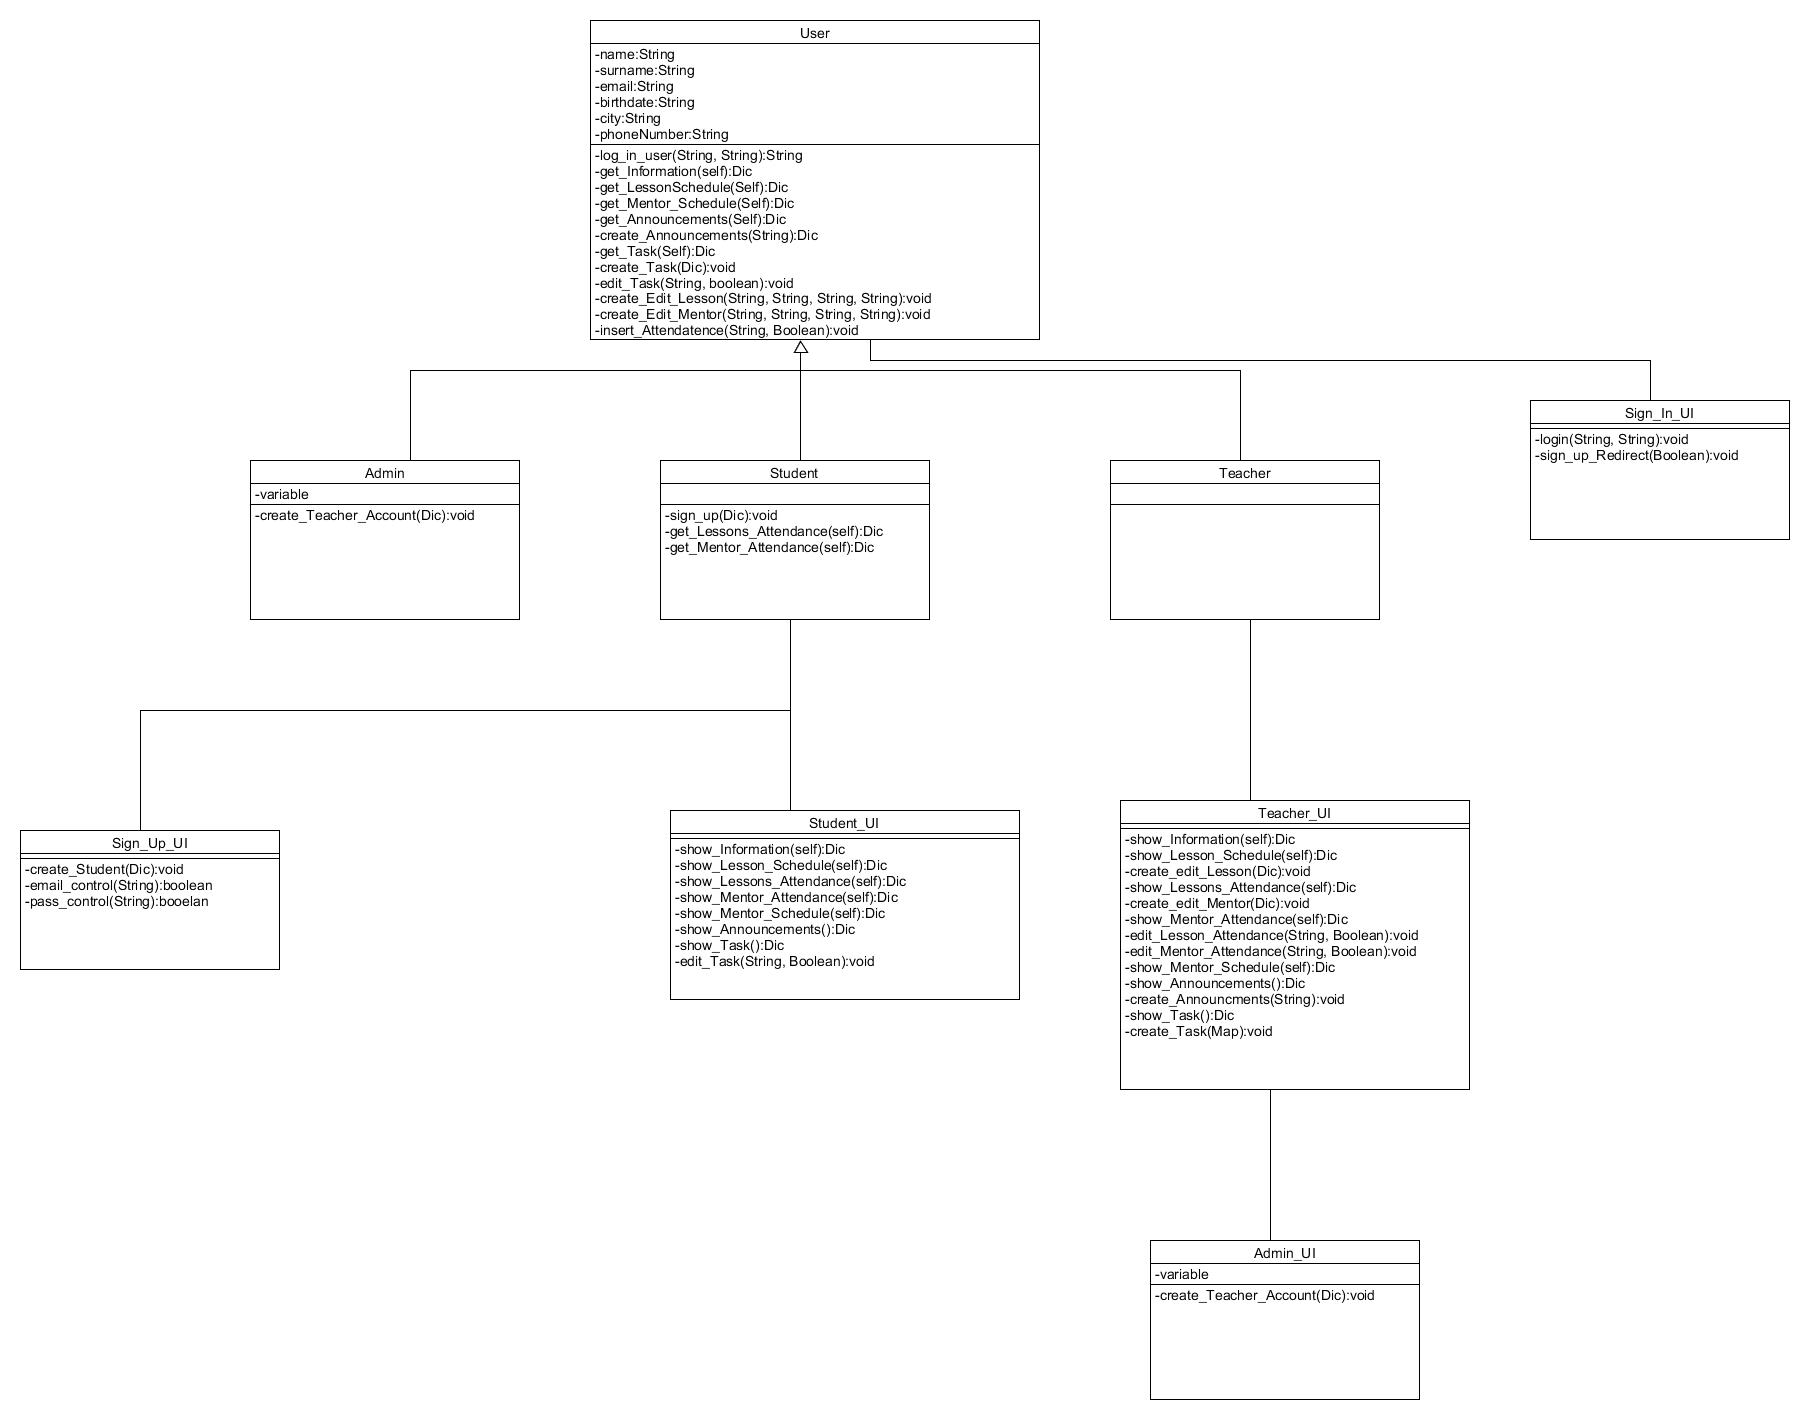 User
-name:String
-surname:String
-email:String
-birthdate:String
-city:String
-phoneNumber:String
-log_in_user(String, String):String
-get_Information(self):Dic
-get_LessonSchedule(Self):Dic
-get_Mentor_Schedule(Self):Dic
-get_Announcements(Self):Dic
-create_Announcements(String):Dic
-get_Task(Self):Dic
-create_Task(Dic):void
-edit_Task(String, boolean):void
-create_Edit_Lesson(String, String, String, String):void
-create_Edit_Mentor(String, String, String, String):void
-insert_Attendatence(String, Boolean):void
Sign_In_UI
-login(String, String):void
-sign_up_Redirect(Boolean):void
Admin
-variable
-create_Teacher_Account(Dic):void
Student
-sign_up(Dic):void
-get_Lessons_Attendance(self):Dic
-get_Mentor_Attendance(self):Dic
Teacher
Sign_Up_UI
-create_Student(Dic):void
-email_control(String):boolean
-pass_control(String):booelan
Student_UI
-show_Information(self):Dic
-show_Lesson_Schedule(self):Dic
-show_Lessons_Attendance(self):Dic
-show_Mentor_Attendance(self):Dic
-show_Mentor_Schedule(self):Dic
-show_Announcements():Dic
-show_Task():Dic
-edit_Task(String, Boolean):void
Teacher_UI
-show_Information(self):Dic
-show_Lesson_Schedule(self):Dic
-create_edit_Lesson(Dic):void
-show_Lessons_Attendance(self):Dic
-create_edit_Mentor(Dic):void
-show_Mentor_Attendance(self):Dic
-edit_Lesson_Attendance(String, Boolean):void
-edit_Mentor_Attendance(String, Boolean):void
-show_Mentor_Schedule(self):Dic
-show_Announcements():Dic
-create_Announcments(String):void
-show_Task():Dic
-create_Task(Map):void
Admin_UI
-variable
-create_Teacher_Account(Dic):void